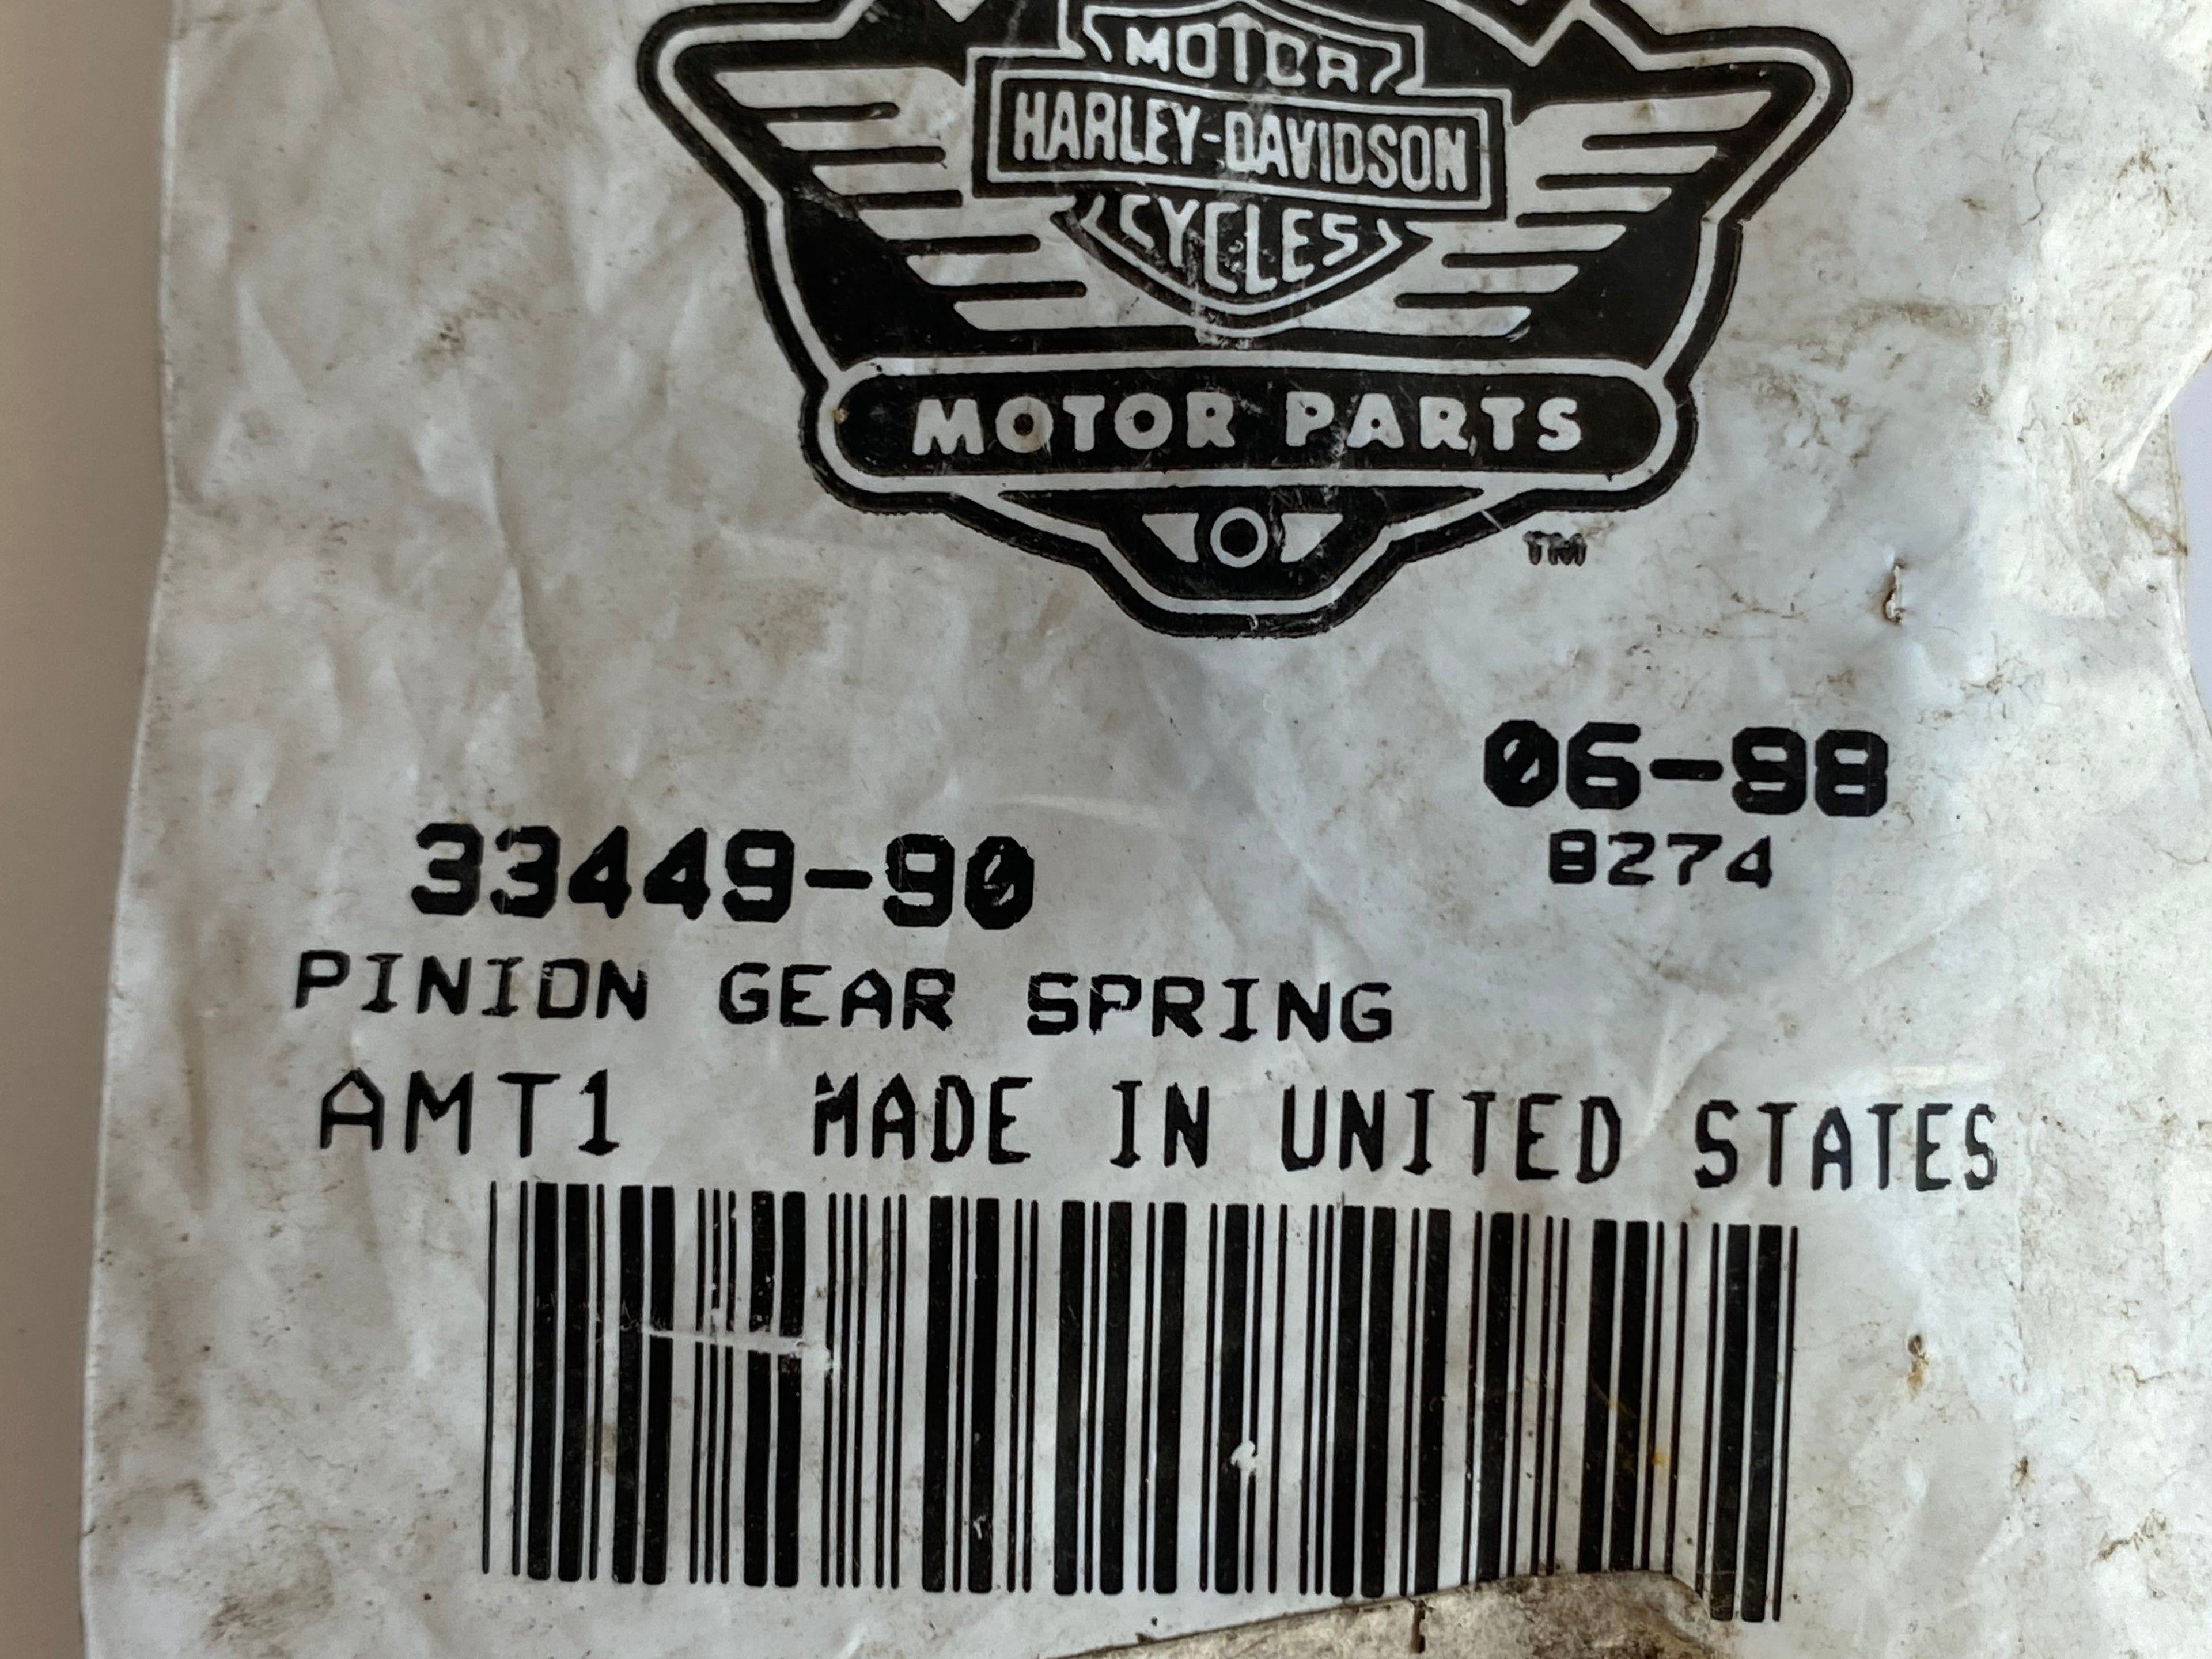 MOTOR
HARLEY-DAVIDSON
CYCLES
MOTOR PARTS
TM
06-98
8274
33449-90
PINION GEAR SPRING
AMT1 MADE IN UNITED STATES